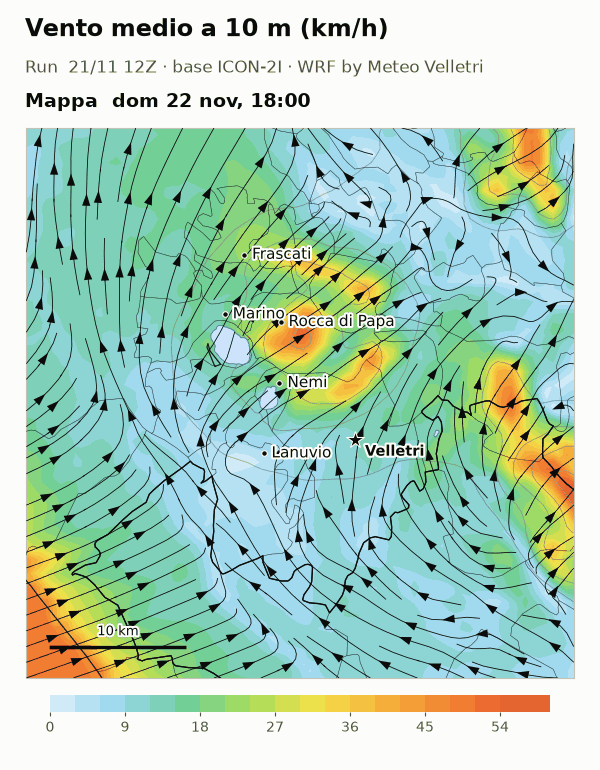 Vento medio a 10 m (km/h)
Run  21/11 12Z · base ICON-2I · WRF by Meteo Velletri
Mappa  dom 22 nov, 18:00
Frascati
Marino
Rocca di Papa
Nemi
Velletri
Lanuvio
10 km
0 9 18 27 36 45 54